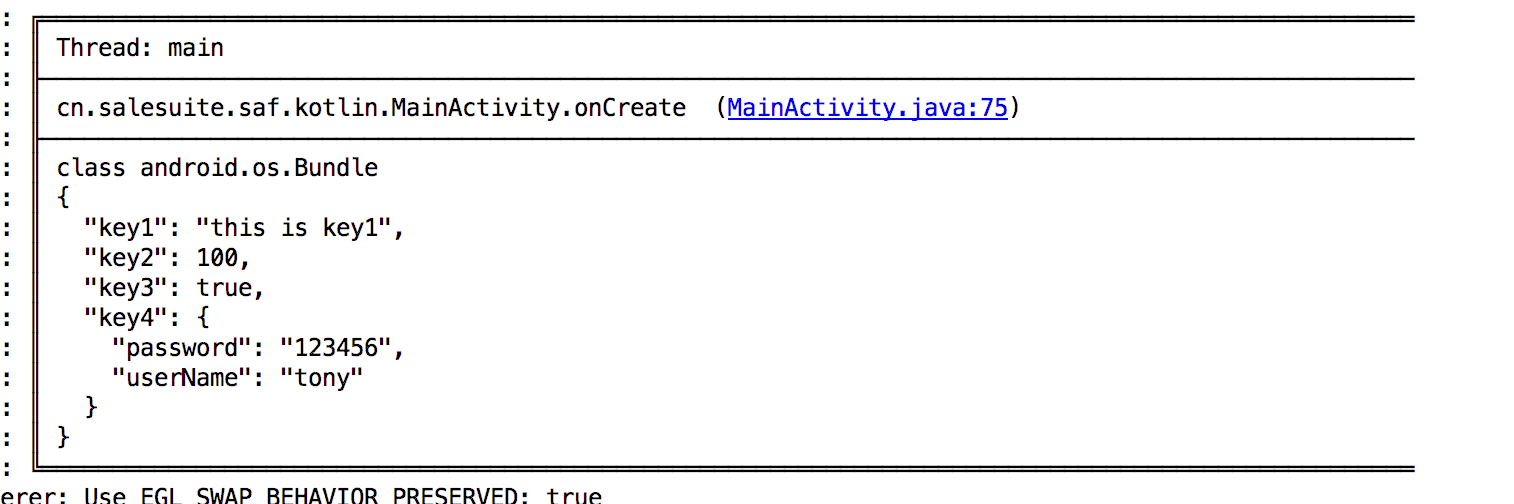 : ╔══════════════════════════════════════════════════
: ║ Thread: main
: ╟──────────────────────────────────────────────────
: ║ cn.salesuite.saf.kotlin.MainActivity.onCreate  (MainActivity.java:75)
: ╟──────────────────────────────────────────────────
: ║ class android.os.Bundle
: ║ {
: ║   "key1": "this is key1",
: ║   "key2": 100,
: ║   "key3": true,
: ║   "key4": {
: ║     "password": "123456",
: ║     "userName": "tony"
: ║   }
: ║ }
: ╚══════════════════════════════════════════════════
erer: Use EGL_SWAP_BEHAVIOR_PRESERVED: true